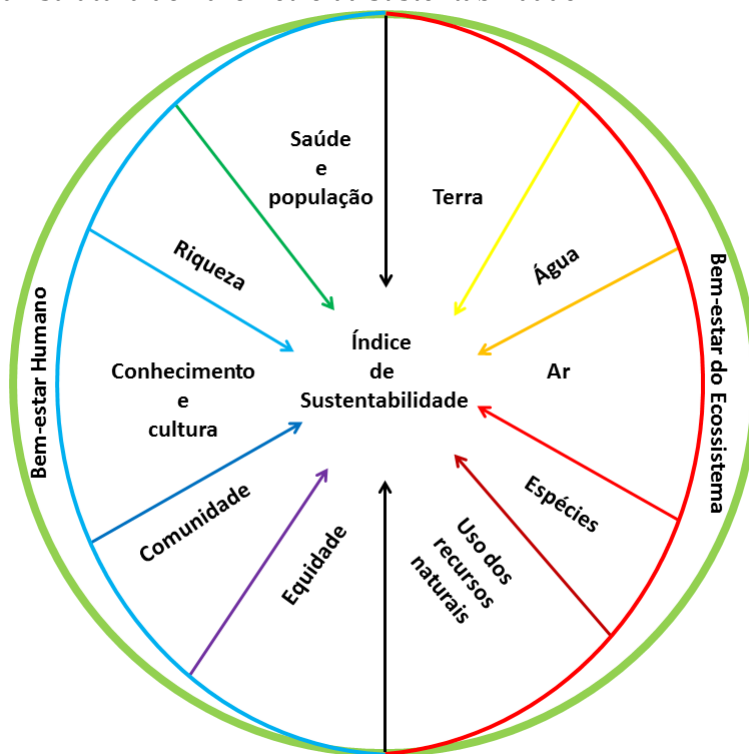 Saúde
e
população
Terra
Riqueza
Água
Bem-estar Humano
Bem-estar do Ecossistema
Índice
de
Sustentabilidade
Conhecimento
e
cultura
Ar
Comunidade
Espécies
Equidade
Uso dos
recursos
naturais